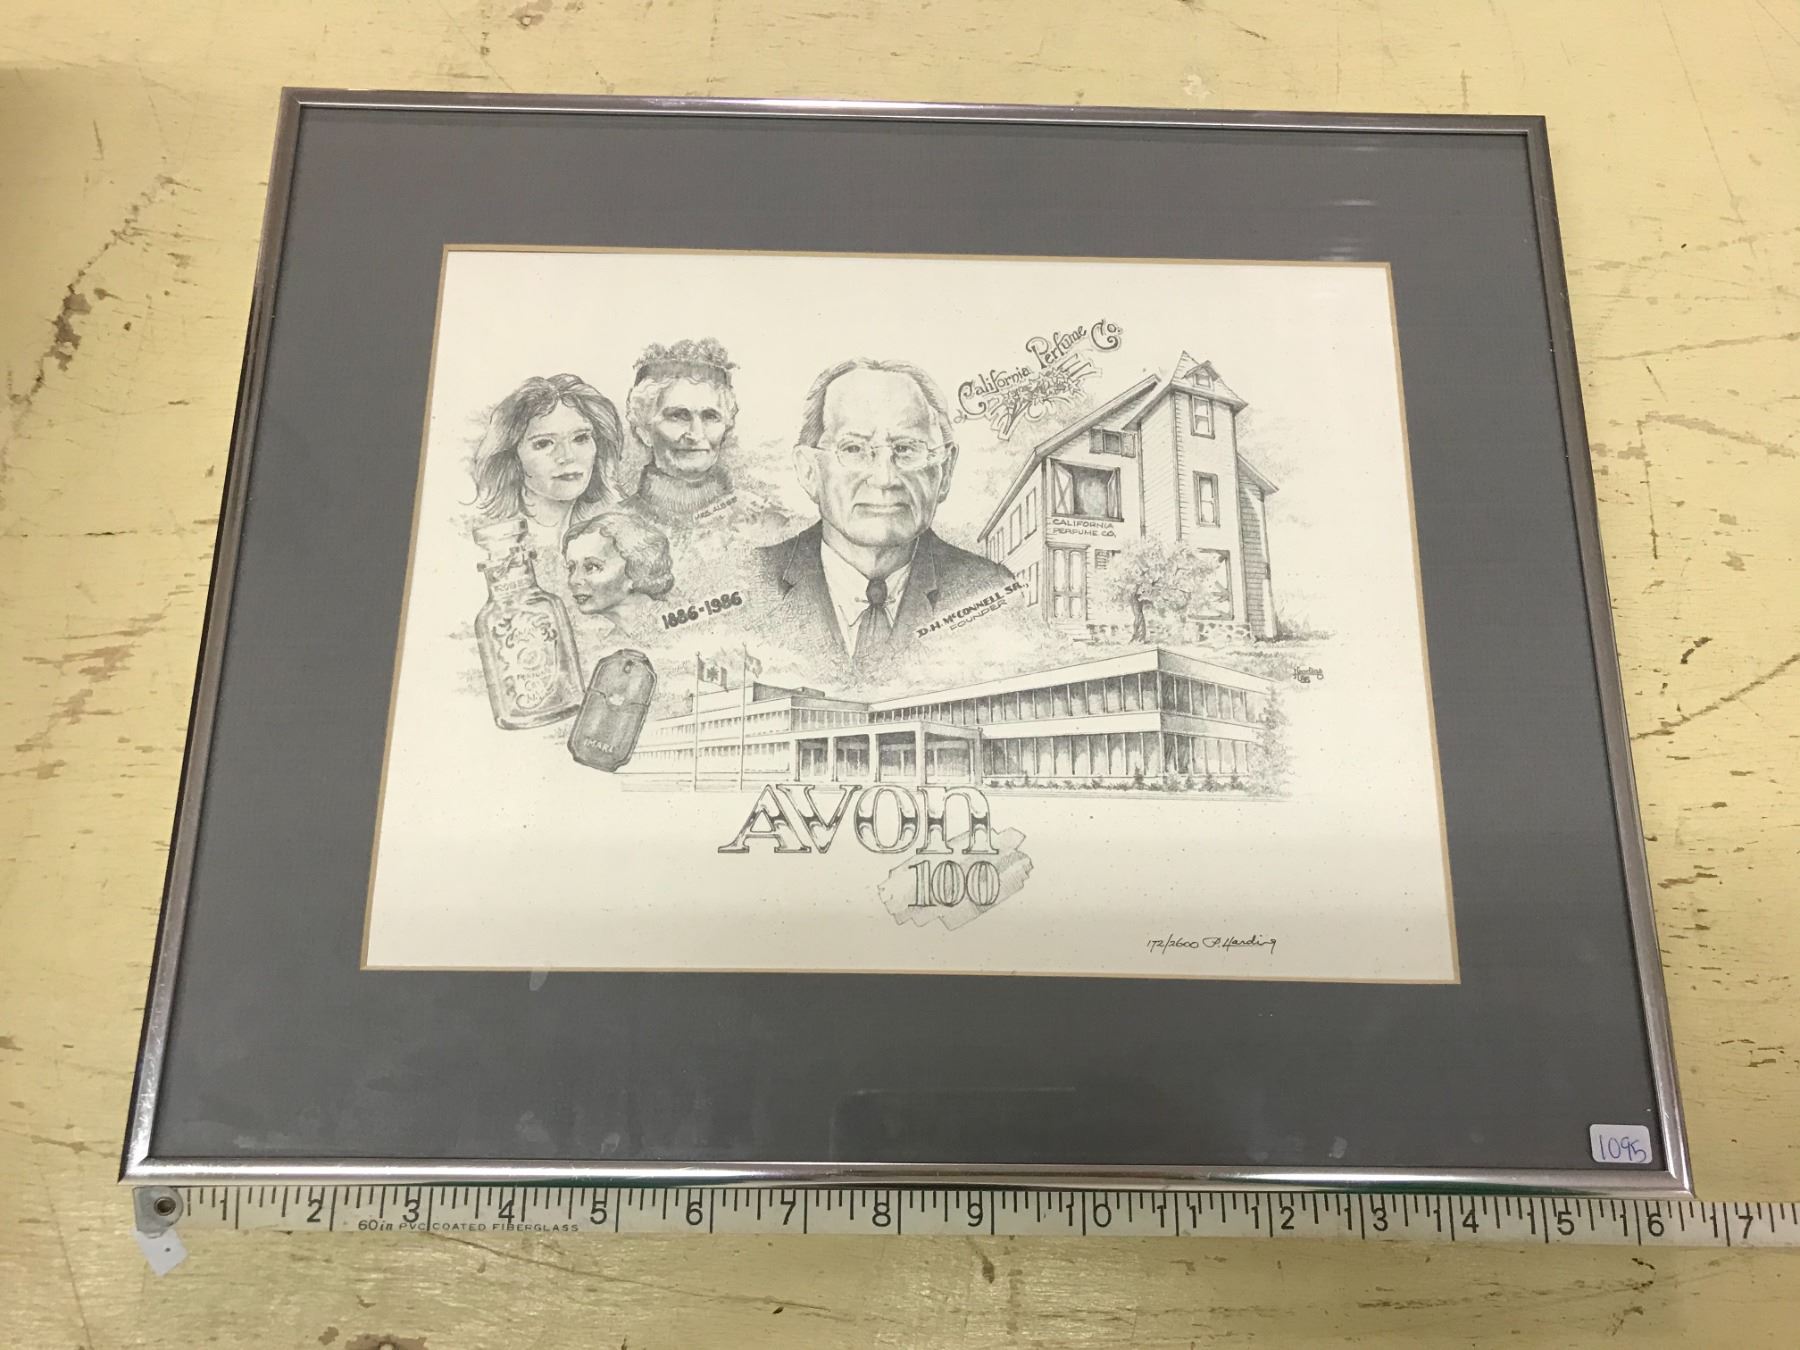 California Perfume Co.
MRS. ALBEE
CALIFORNIA
PERFUME CO.
1886-1986
D.H. McCONNELL SR.,
FOUNDER
Harding
AVON
100
172/2600 P. Harding
1095
1 2 3 4 5 6 7 8 9 10 11 12 13 14 15 16 17
60in PVC COATED FIBERGLASS